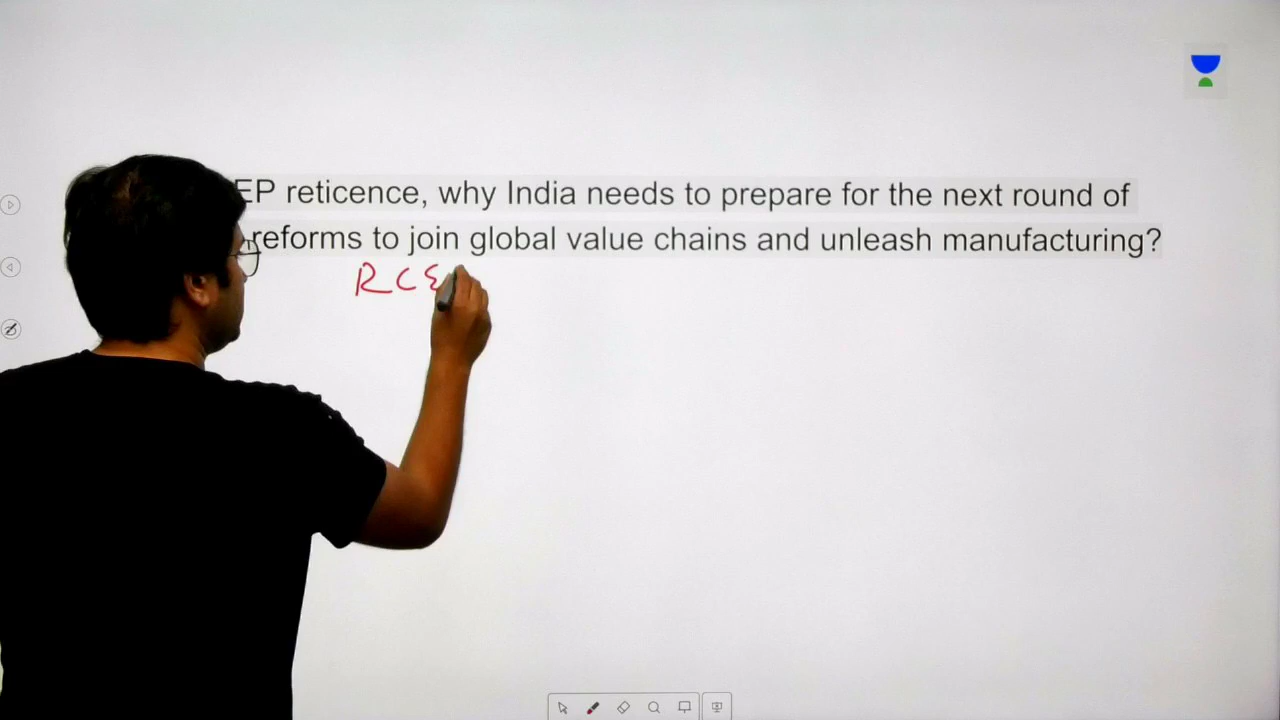 EP reticence, why India needs to prepare for the next round of
reforms to join global value chains and unleash manufacturing?
RCE